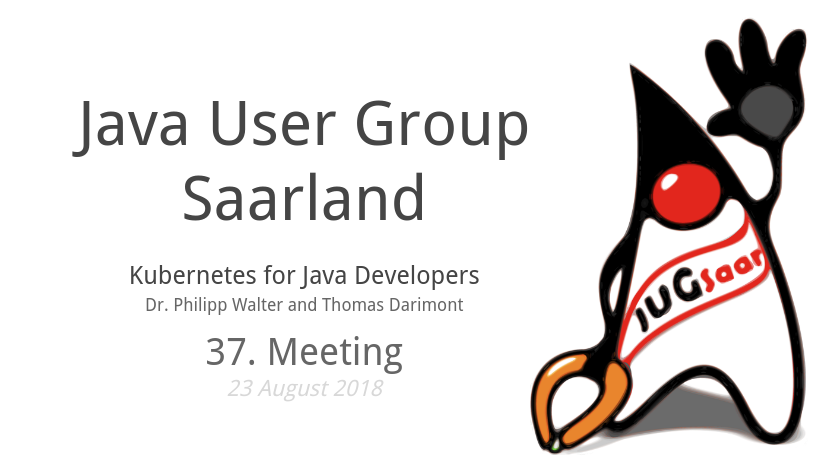 Java User Group
Saarland
Kubernetes for Java Developers
Dr. Philipp Walter and Thomas Darimont
37. Meeting
23 August 2018
JUGsaar